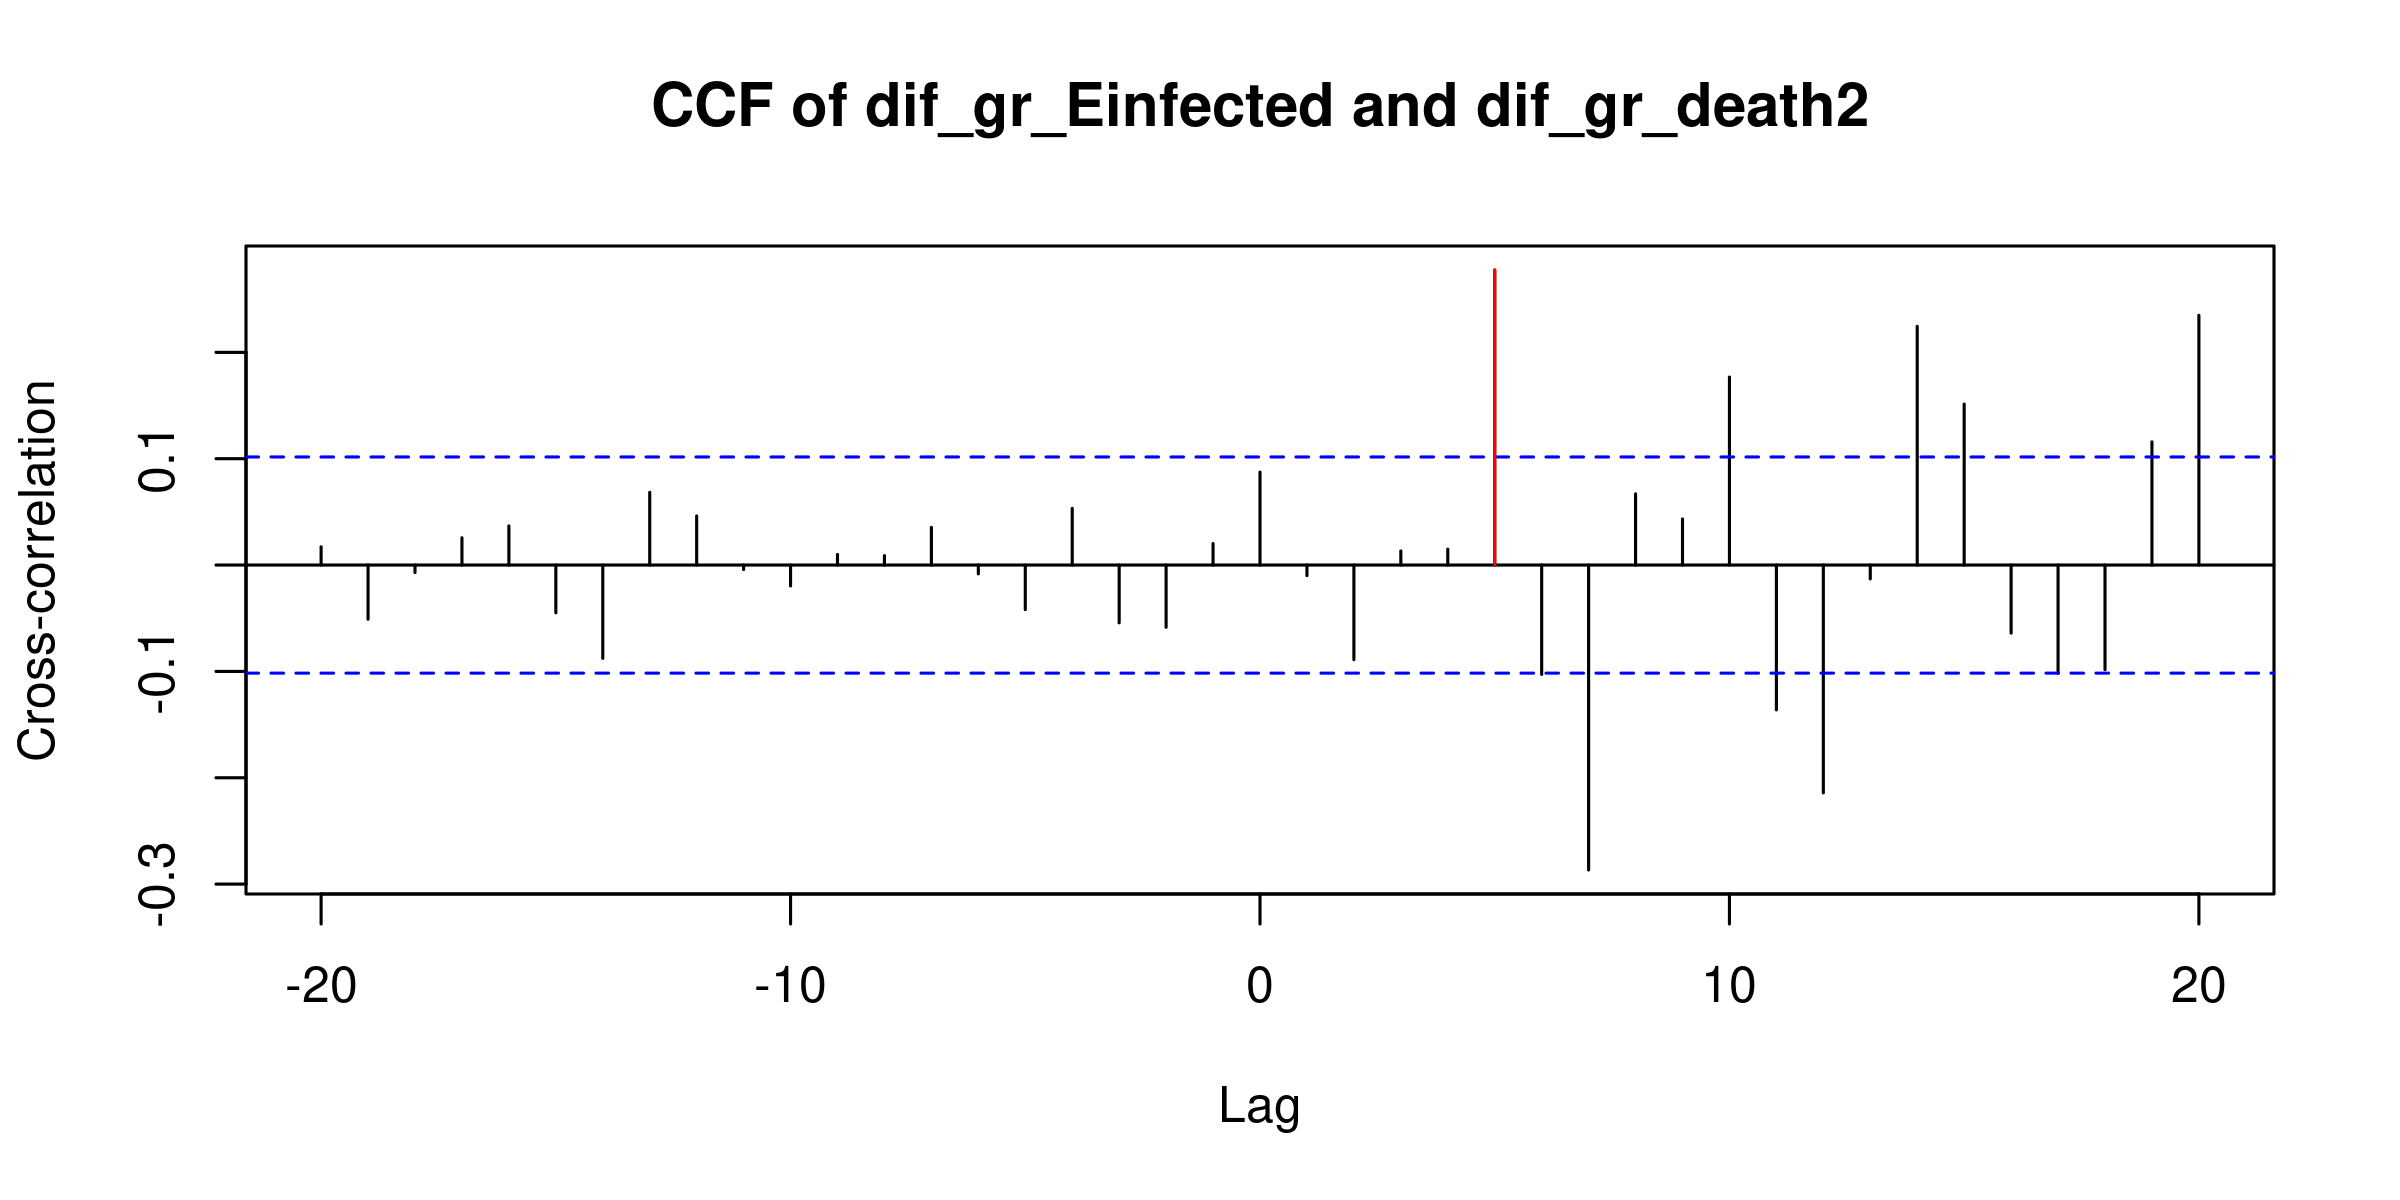 CCF of dif_gr_Einfected and dif_gr_death2
Cross-correlation
0.1
-0.1
-0.3
-20 -10 0 10 20
Lag